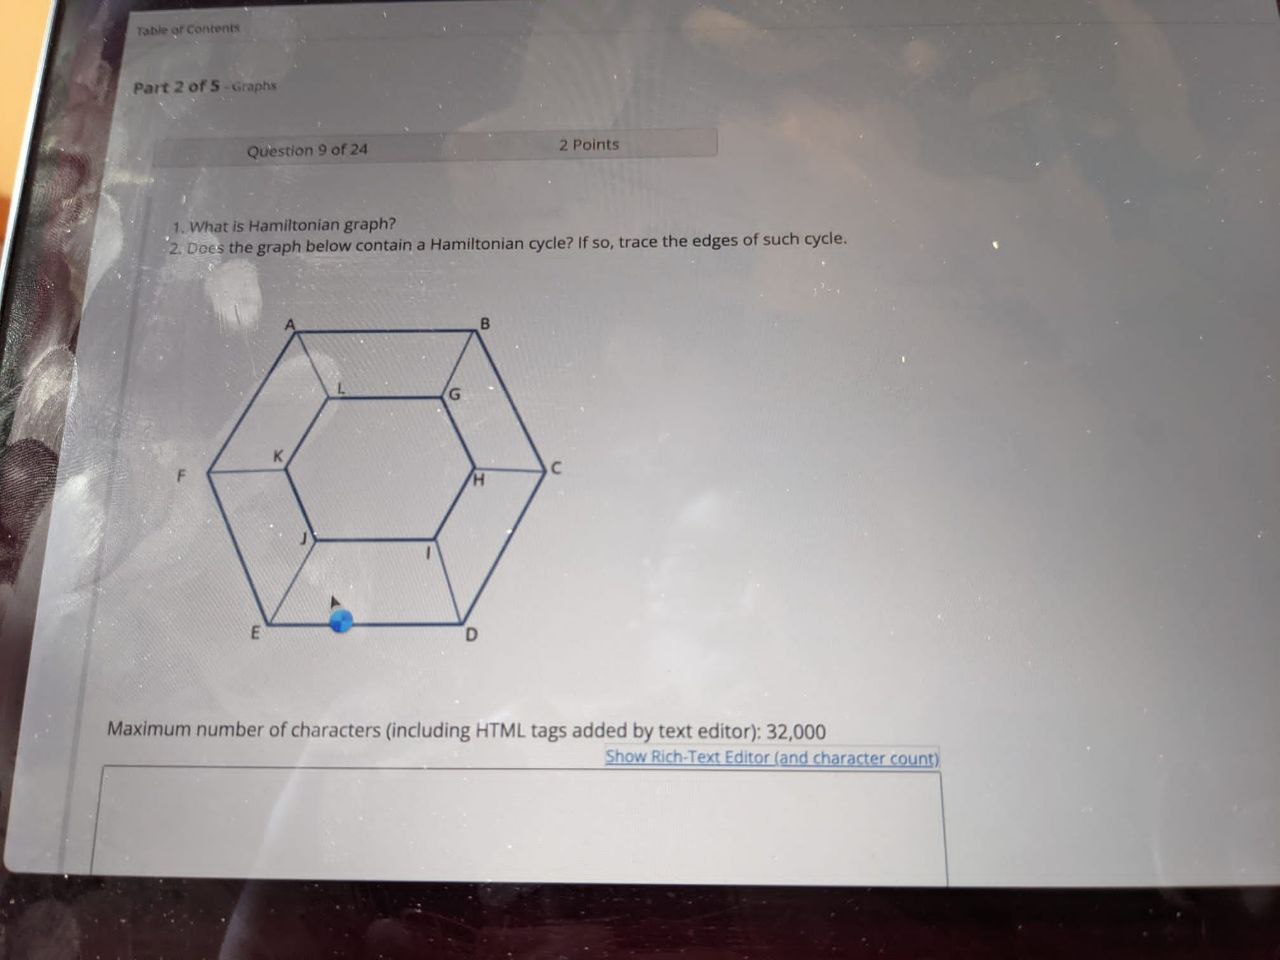 Table of Contents
Part 2 of 5 - Graphs
Question 9 of 24 2 Points
1. What is Hamiltonian graph?
2. Does the graph below contain a Hamiltonian cycle? If so, trace the edges of such cycle.
A B
L G
K
F H C
J I
E D
Maximum number of characters (including HTML tags added by text editor): 32,000
Show Rich-Text Editor (and character count)